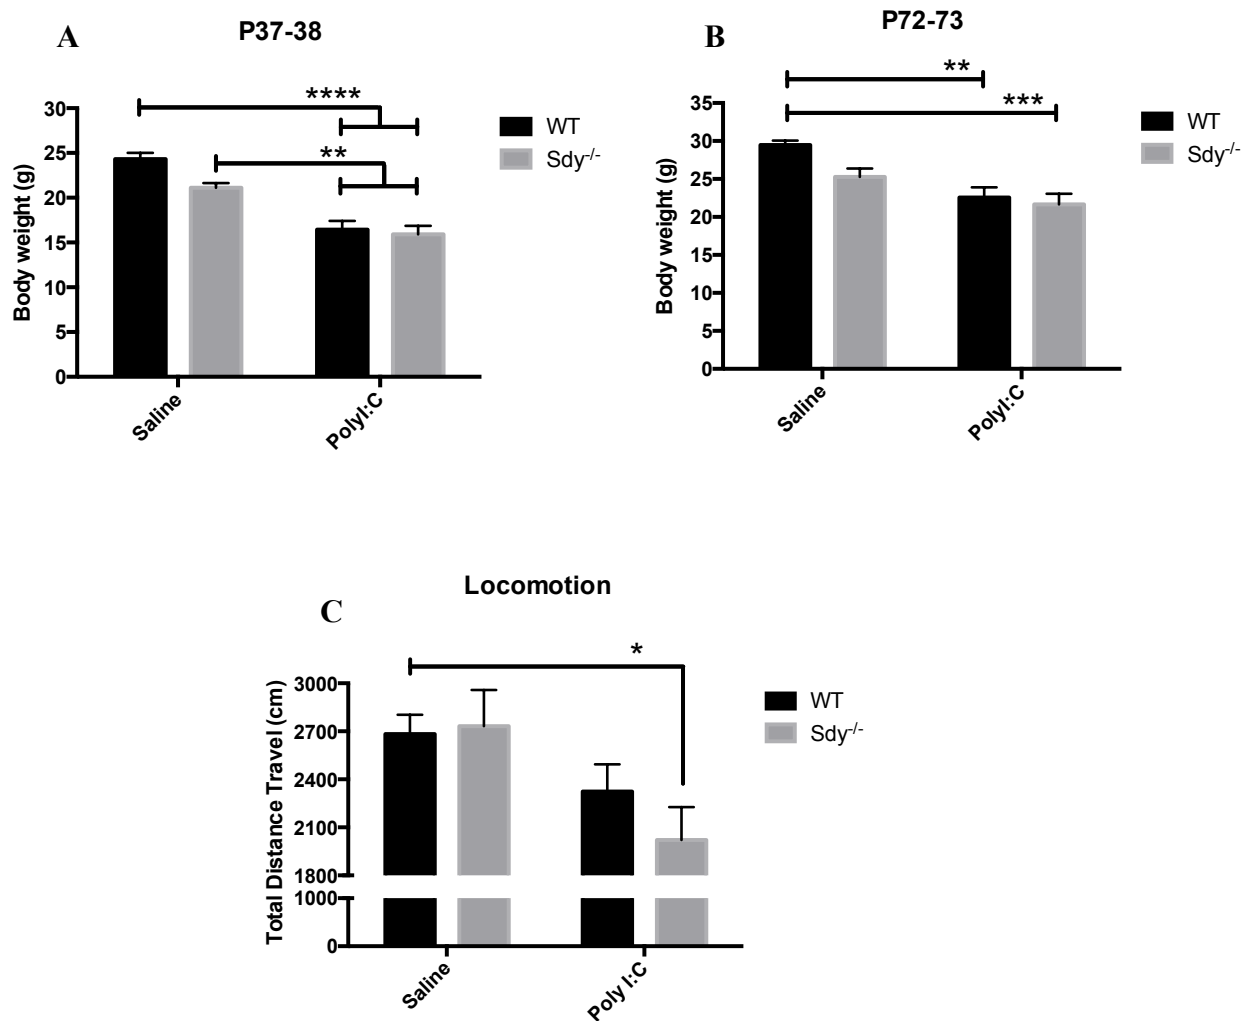 A
P37-38
****
**
Body weight (g)
30
25
20
15
10
5
0
Saline
PolyI:C
WT
Sdy-/-
B
P72-73
**
***
Body weight (g)
35
30
25
20
15
10
5
0
Saline
PolyI:C
WT
Sdy-/-
C
Locomotion
*
Total Distance Travel (cm)
3000
2700
2400
2100
1800
1000
0
Saline
Poly I:C
WT
Sdy-/-